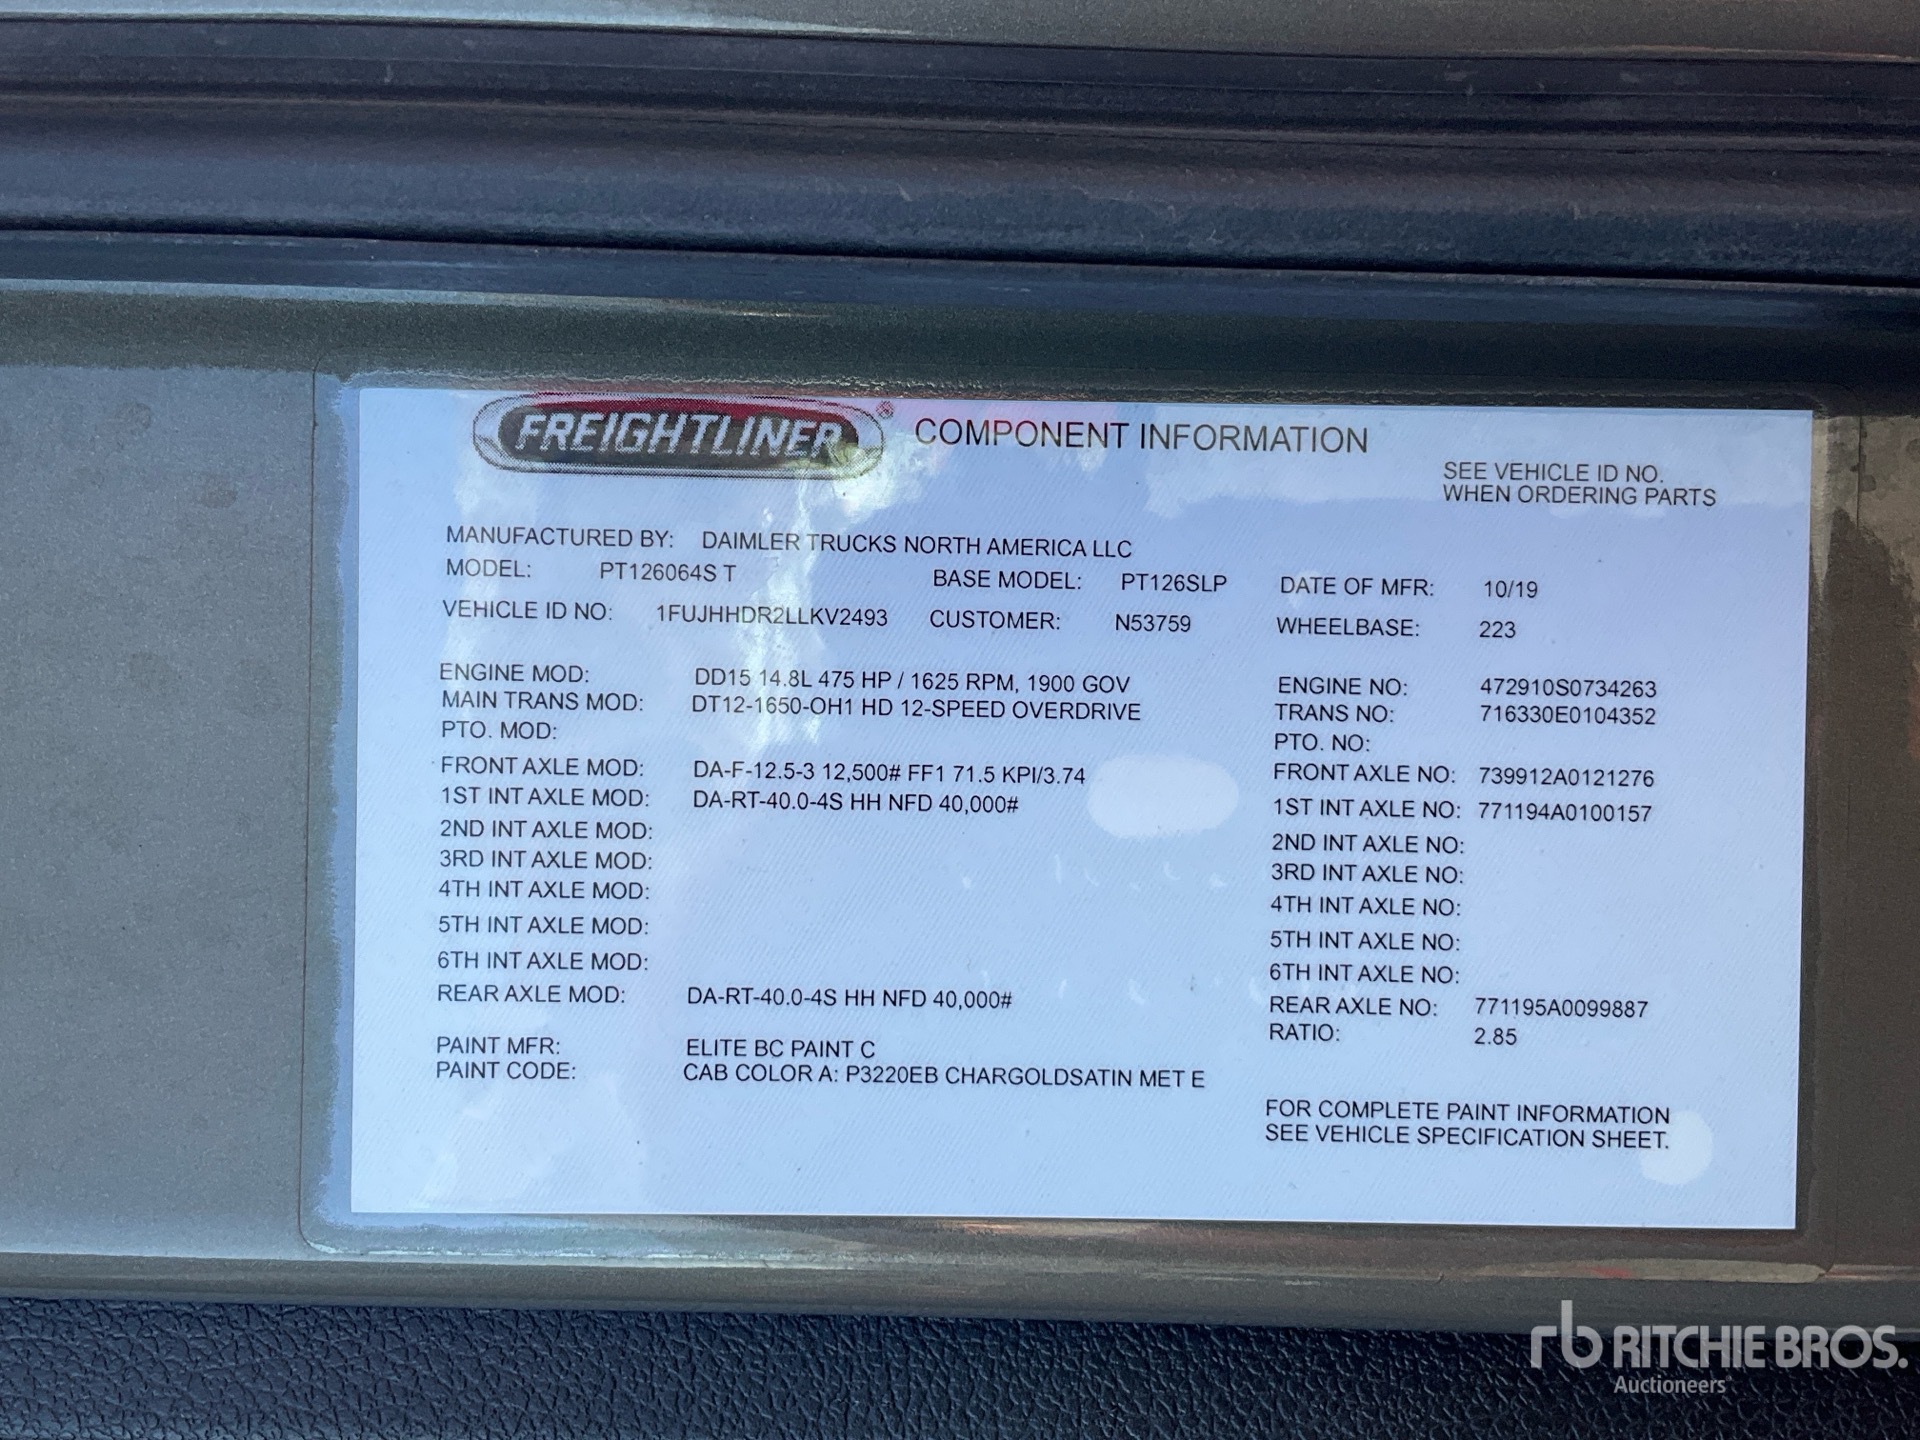 FREIGHTLINER ® COMPONENT INFORMATION
SEE VEHICLE ID NO.
WHEN ORDERING PARTS
MANUFACTURED BY: DAIMLER TRUCKS NORTH AMERICA LLC
MODEL: PT126064S T BASE MODEL: PT126SLP DATE OF MFR: 10/19
VEHICLE ID NO: 1FUJHHDR2LLKV2493 CUSTOMER: N53759 WHEELBASE: 223
ENGINE MOD: DD15 14.8L 475 HP / 1625 RPM, 1900 GOV ENGINE NO: 472910S0734263
MAIN TRANS MOD: DT12-1650-OH1 HD 12-SPEED OVERDRIVE TRANS NO: 716330E0104352
PTO. MOD: PTO. NO:
FRONT AXLE MOD: DA-F-12.5-3 12,500# FF1 71.5 KPI/3.74 FRONT AXLE NO: 739912A0121276
1ST INT AXLE MOD: DA-RT-40.0-4S HH NFD 40,000# 1ST INT AXLE NO: 771194A0100157
2ND INT AXLE MOD: 2ND INT AXLE NO:
3RD INT AXLE MOD: 3RD INT AXLE NO:
4TH INT AXLE MOD: 4TH INT AXLE NO:
5TH INT AXLE MOD: 5TH INT AXLE NO:
6TH INT AXLE MOD: 6TH INT AXLE NO:
REAR AXLE MOD: DA-RT-40.0-4S HH NFD 40,000# REAR AXLE NO: 771195A0099887
RATIO: 2.85
PAINT MFR: ELITE BC PAINT C
PAINT CODE: CAB COLOR A: P3220EB CHARGOLDSATIN MET E
FOR COMPLETE PAINT INFORMATION
SEE VEHICLE SPECIFICATION SHEET.
rb RITCHIE BROS.
Auctioneers